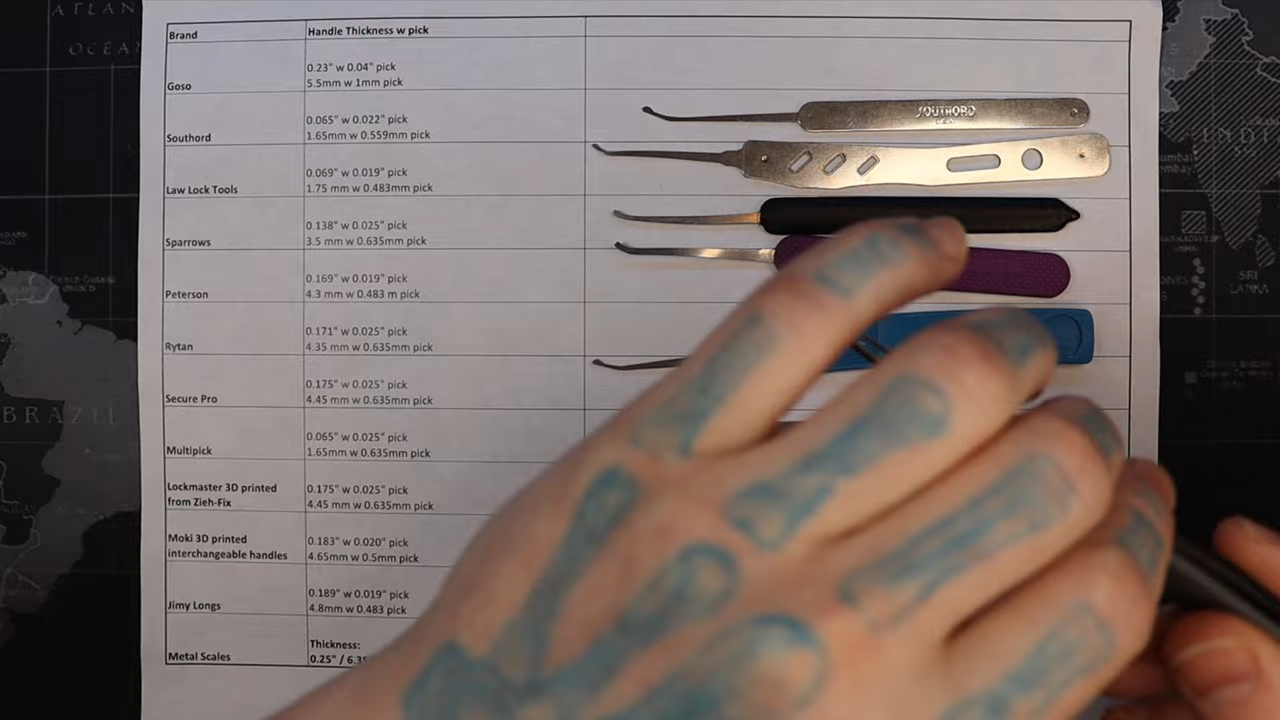 ATLAN
OCEA
BRAZIL
Brand
Handle Thickness w pick
Goso
0.23" w 0.04" pick
5.5mm w 1mm pick
Southord
0.065" w 0.022" pick
1.65mm w 0.559mm pick
Law Lock Tools
0.069" w 0.019" pick
1.75 mm w 0.483mm pick
Sparrows
0.138" w 0.025" pick
3.5 mm w 0.635mm pick
Peterson
0.169" w 0.019" pick
4.3 mm w 0.483 m pick
Rytan
0.171" w 0.025" pick
4.35 mm w 0.635mm pick
Secure Pro
0.175" w 0.025" pick
4.45 mm w 0.635mm pick
Multipick
0.065" w 0.025" pick
1.65mm w 0.635mm pick
Lockmaster 3D printed
from Zieh-Fix
0.175" w 0.025" pick
4.45 mm w 0.635mm pick
Moki 3D printed
interchangeable handles
0.183" w 0.020" pick
4.65mm w 0.5mm pick
Jimy Longs
0.189" w 0.019" pick
4.8mm w 0.483 pick
Metal Scales
Thickness:
0.25" / 6.3
SOUTHORD
INDI
SRI
LANKA